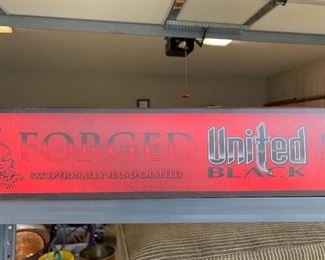 FORGED
EXCEPTIONALLY HAND-CRAFTED
United
BLACK